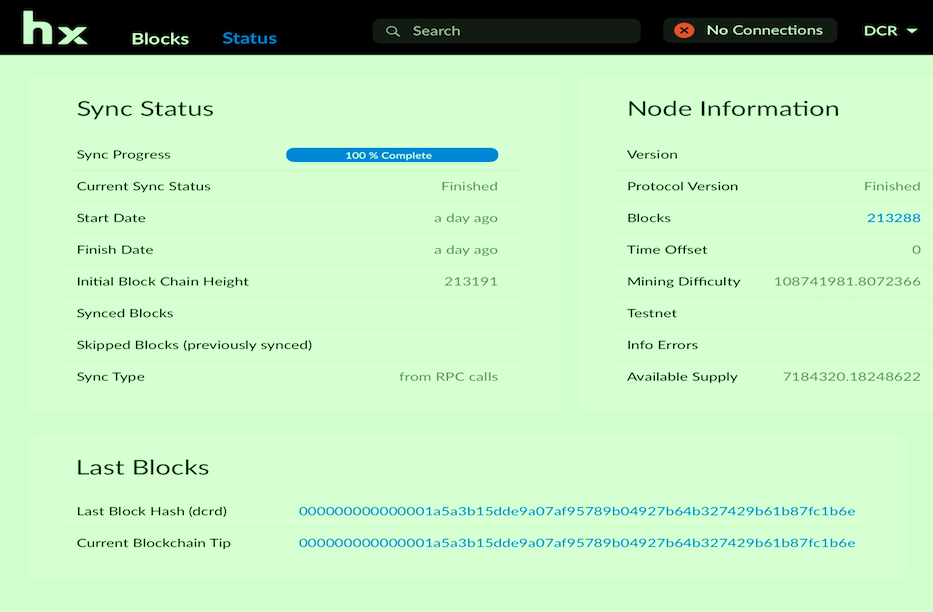 hx Blocks Status Search No Connections DCR
Sync Status
Sync Progress 100 % Complete
Current Sync Status Finished
Start Date a day ago
Finish Date a day ago
Initial Block Chain Height 213191
Synced Blocks
Skipped Blocks (previously synced)
Sync Type from RPC calls
Node Information
Version
Protocol Version Finished
Blocks 213288
Time Offset 0
Mining Difficulty 108741981.8072366
Testnet
Info Errors
Available Supply 7184320.18248622
Last Blocks
Last Block Hash (dcrd) 000000000000001a5a3b15dde9a07af95789b04927b64b327429b61b87fc1b6e
Current Blockchain Tip 000000000000001a5a3b15dde9a07af95789b04927b64b327429b61b87fc1b6e